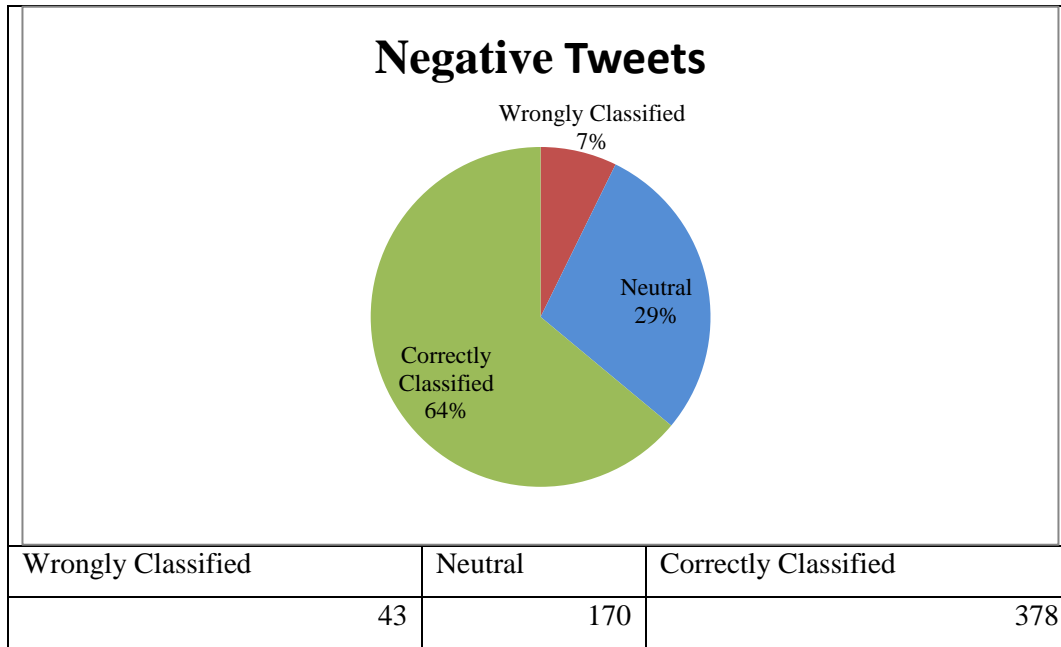 Negative Tweets
Wrongly Classified
7%
Neutral
29%
Correctly
Classified
64%
Wrongly Classified Neutral Correctly Classified
43 170 378